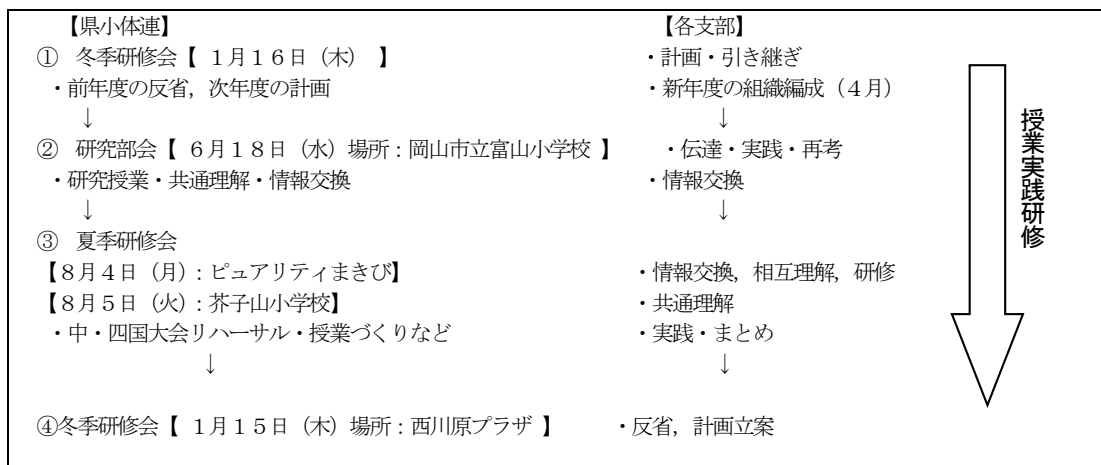 【県小体連】 【各支部】
① 冬季研修会【 1月16日（木） 】 ・計画・引き継ぎ
・前年度の反省，次年度の計画 ・新年度の組織編成（4月）
↓ ↓
② 研究部会【 6月18日（水）場所：岡山市立富山小学校 】 ・伝達・実践・再考
・研究授業・共通理解・情報交換 ・情報交換
↓ ↓
③ 夏季研修会
【8月4日（月）：ピュアリティまきび】 ・情報交換，相互理解，研修
【8月5日（火）：芥子山小学校】 ・共通理解
・中・四国大会リハーサル・授業づくりなど ・実践・まとめ
↓ ↓
④冬季研修会【 1月15日（木）場所：西川原プラザ 】 ・反省，計画立案
授業実践研修